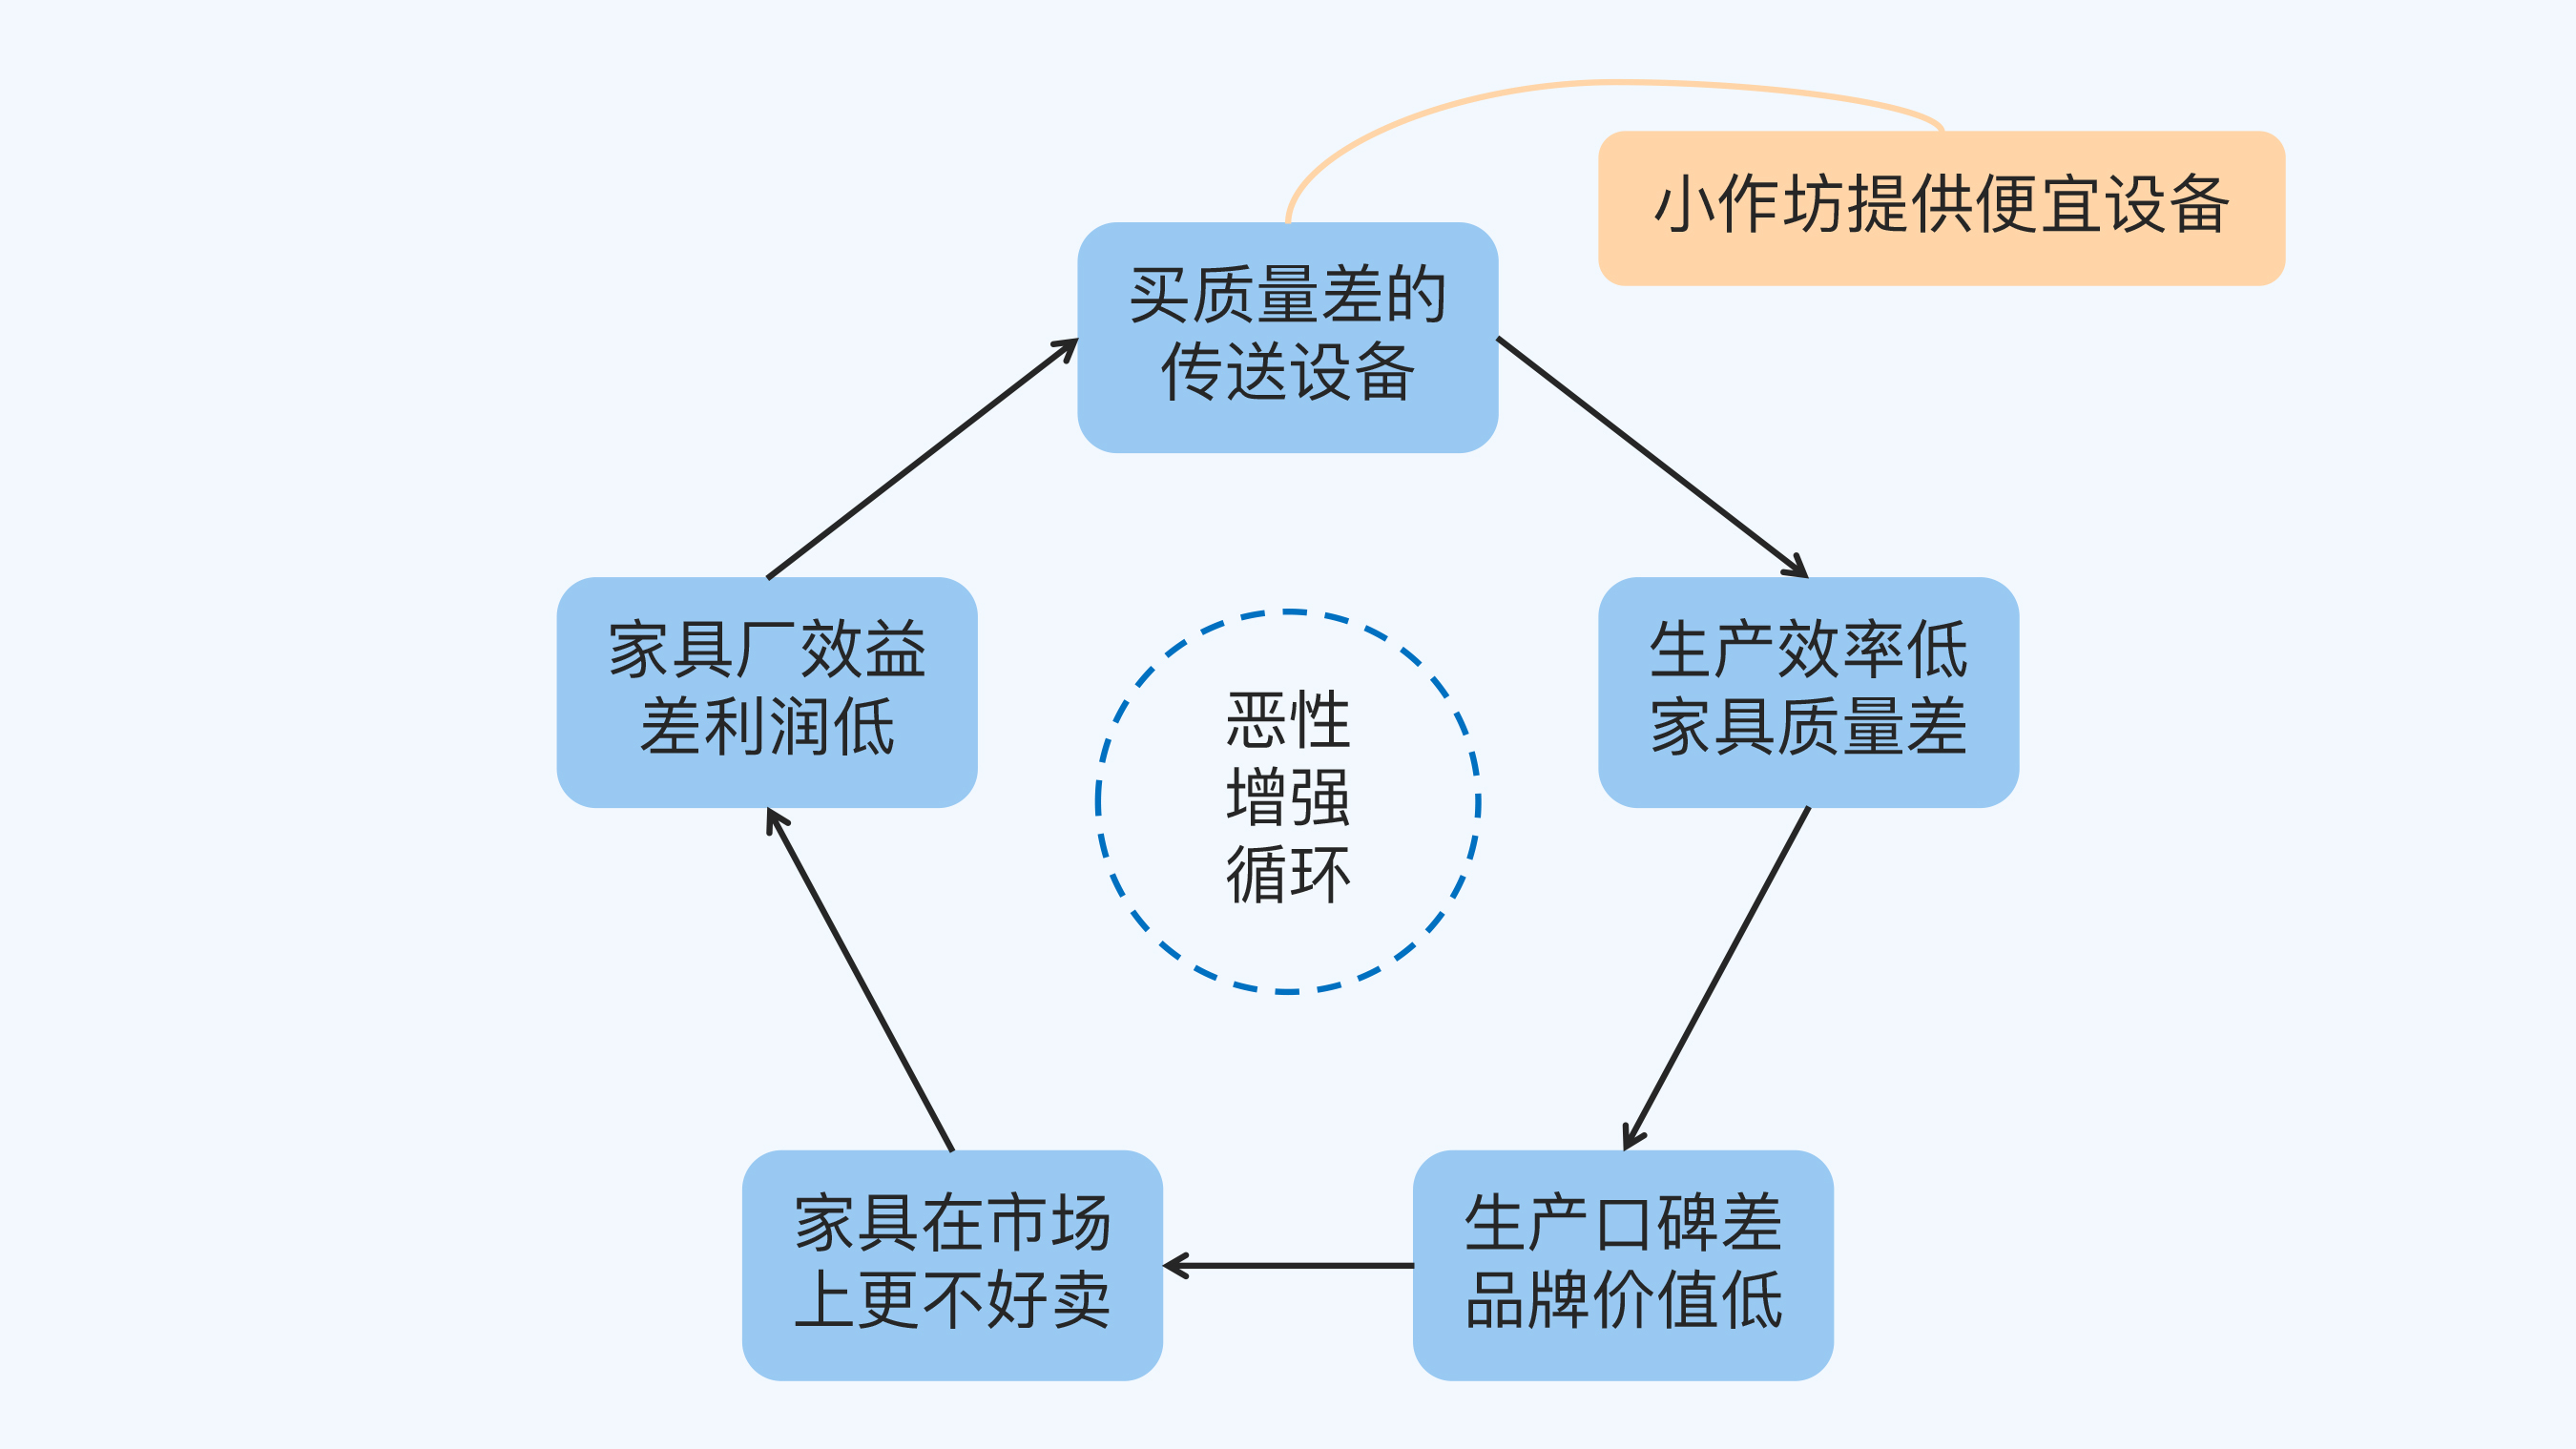 小作坊提供便宜设备
买质量差的
传送设备
生产效率低
家具质量差
生产口碑差
品牌价值低
家具在市场
上更不好卖
家具厂效益
差利润低
恶性
增强
循环